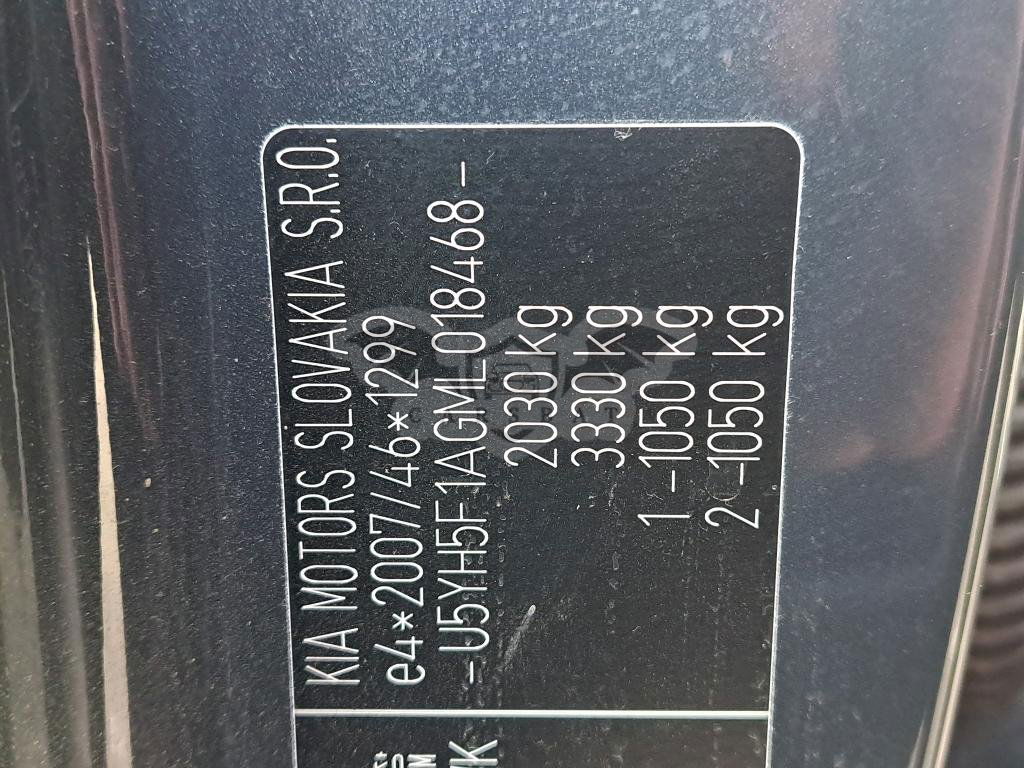 KIA MOTORS SLOVAKIA S.R.O.
e4*2007/46*1299
-U5YH5F1AGML018468-
2030 kg
3330 kg
1-1050 kg
2-1050 kg